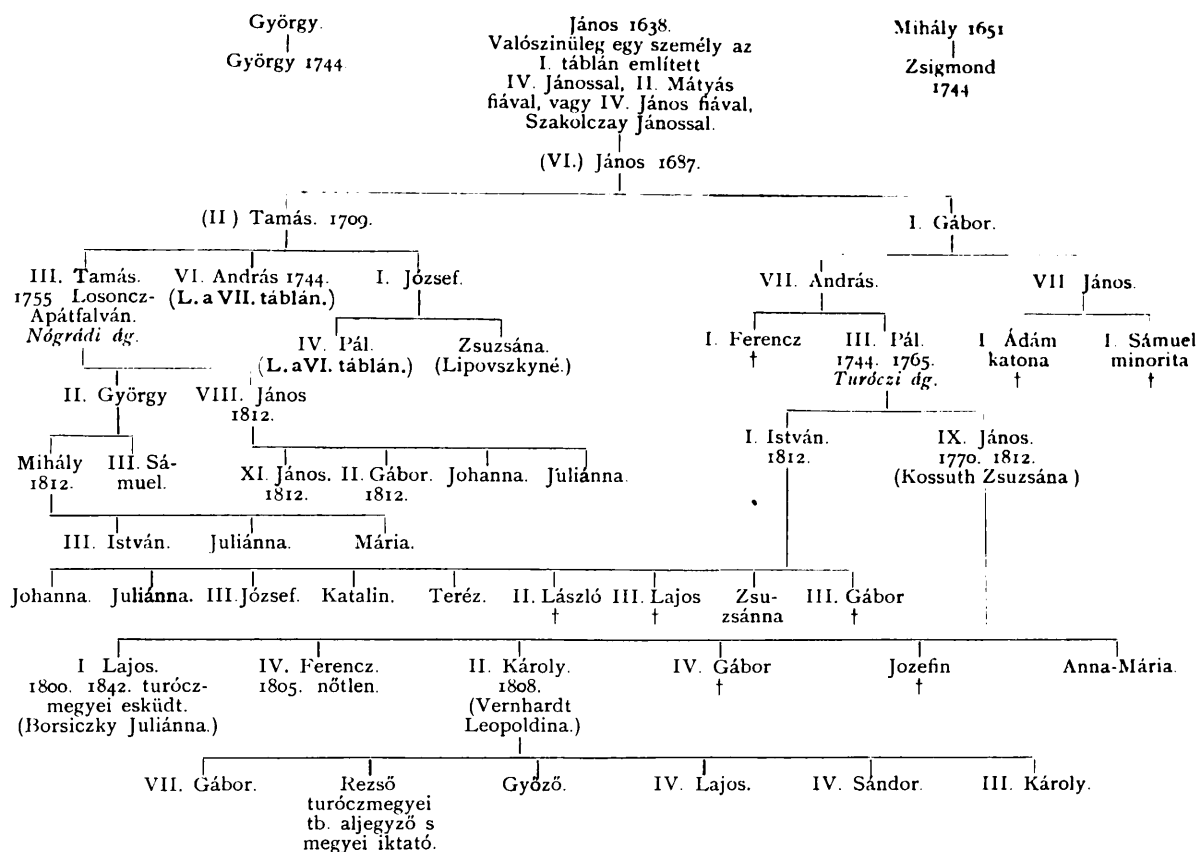 György.
György 1744
János 1638.
Valószinüleg egy személy az
I. táblán említett
IV. Jánossal, II. Mátyás
fiával, vagy IV. János fiával,
Szakolczay Jánossal.
Mihály 1651
Zsigmond
1744
(VI.) János 1687.
(II) Tamás. 1709.
I. Gábor.
III. Tamás.
1755 Losoncz-
Apátfalván.
Nógrádi ág.
VI. András 1744.
(L. a VII. táblán.)
I. József.
VII. András.
VII János.
IV. Pál.
(L. a VI. táblán.)
Zsuzsána.
(Lipovszkyné.)
I. Ferencz
†
III. Pál.
1744. 1765.
Turóczi ág.
I Ádám
katona
†
I. Sámuel
minorita
†
II. György
VIII. János
1812.
I. István.
1812.
IX. János.
1770. 1812.
(Kossuth Zsuzsána )
Mihály
1812.
III. Sá-
muel.
XI. János.
1812.
II. Gábor.
1812.
Johanna.
Juliánna.
III. István.
Juliánna.
Mária.
Johanna.
Juliánna.
III. József.
Katalin.
Teréz.
II. László
†
III. Lajos
†
Zsu-
zsánna
III. Gábor
†
I Lajos.
1800. 1842. turócz-
megyei esküdt.
(Borsiczky Juliánna.)
IV. Ferencz.
1805. nőtlen.
II. Károly.
1808.
(Vernhardt
Leopoldina.)
IV. Gábor
†
Jozefin
†
Anna-Mária.
VII. Gábor.
Rezső
turóczmegyei
tb. aljegyző s
megyei iktató.
Győző.
IV. Lajos.
IV. Sándor.
III. Károly.